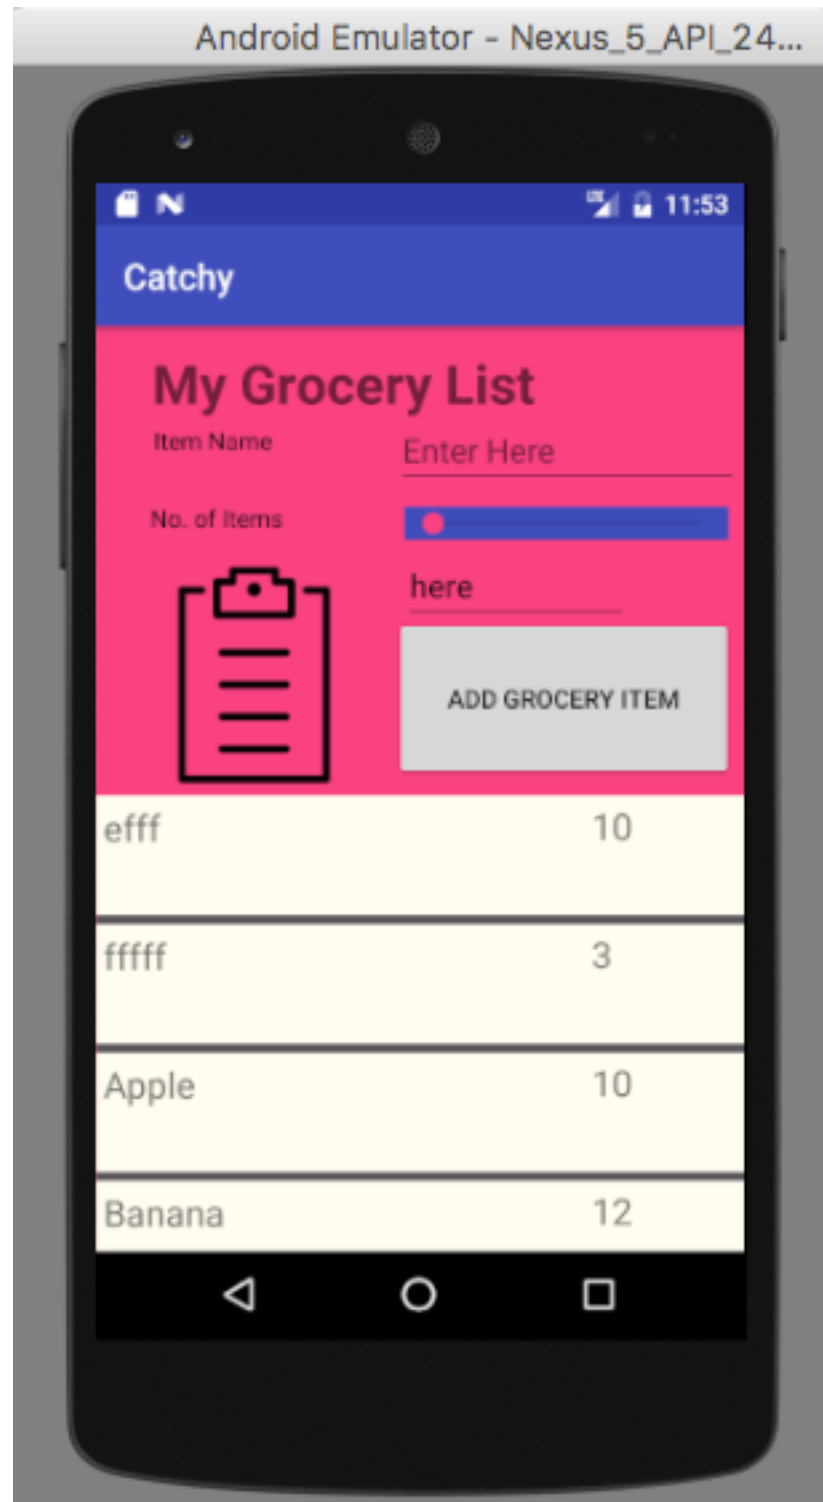 Android Emulator - Nexus_5_API_24...
LTE 11:53
Catchy
My Grocery List
Item Name
Enter Here
No. of Items
here
ADD GROCERY ITEM
efff 10
fffff 3
Apple 10
Banana 12